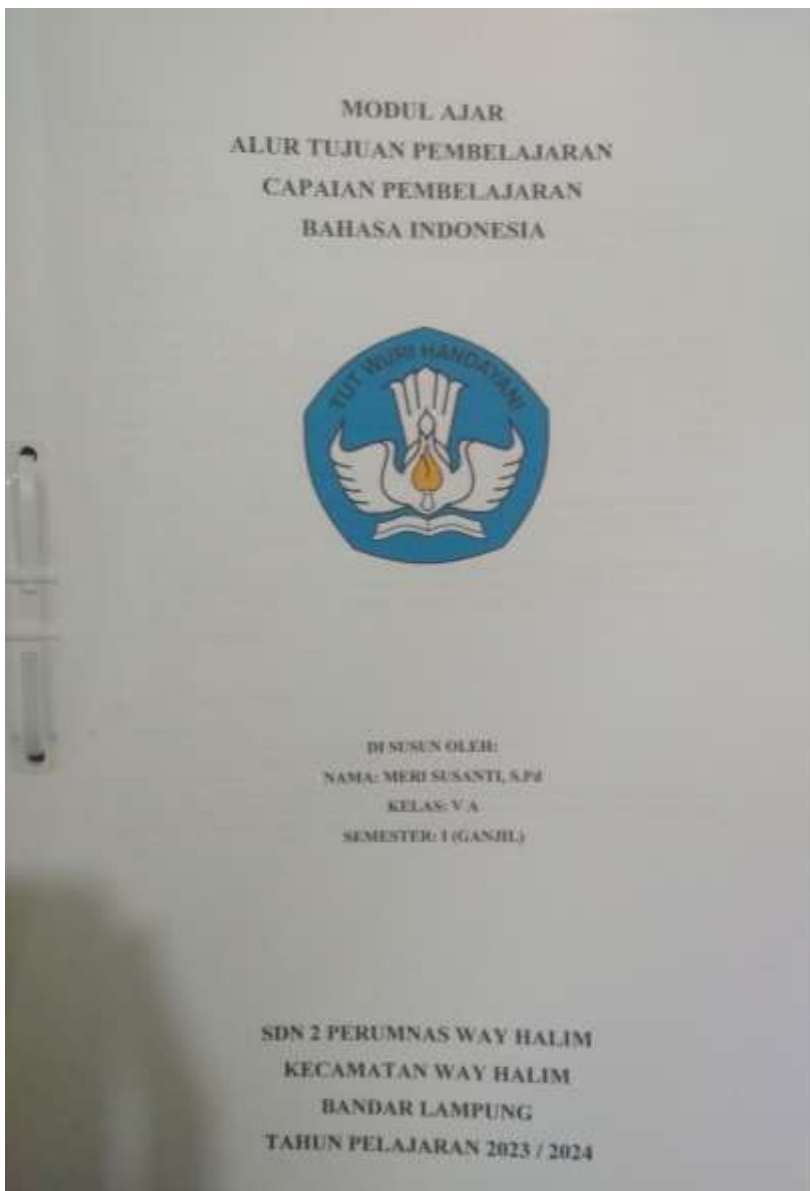 MODUL AJAR
ALUR TUJUAN PEMBELAJARAN
CAPAIAN PEMBELAJARAN
BAHASA INDONESIA
TUT WURI HANDAYANI
DI SUSUN OLEH:
NAMA: MERI SUSANTI, S.Pd
KELAS: V A
SEMESTER: I (GANJIL)
SDN 2 PERUMNAS WAY HALIM
KECAMATAN WAY HALIM
BANDAR LAMPUNG
TAHUN PELAJARAN 2023 / 2024